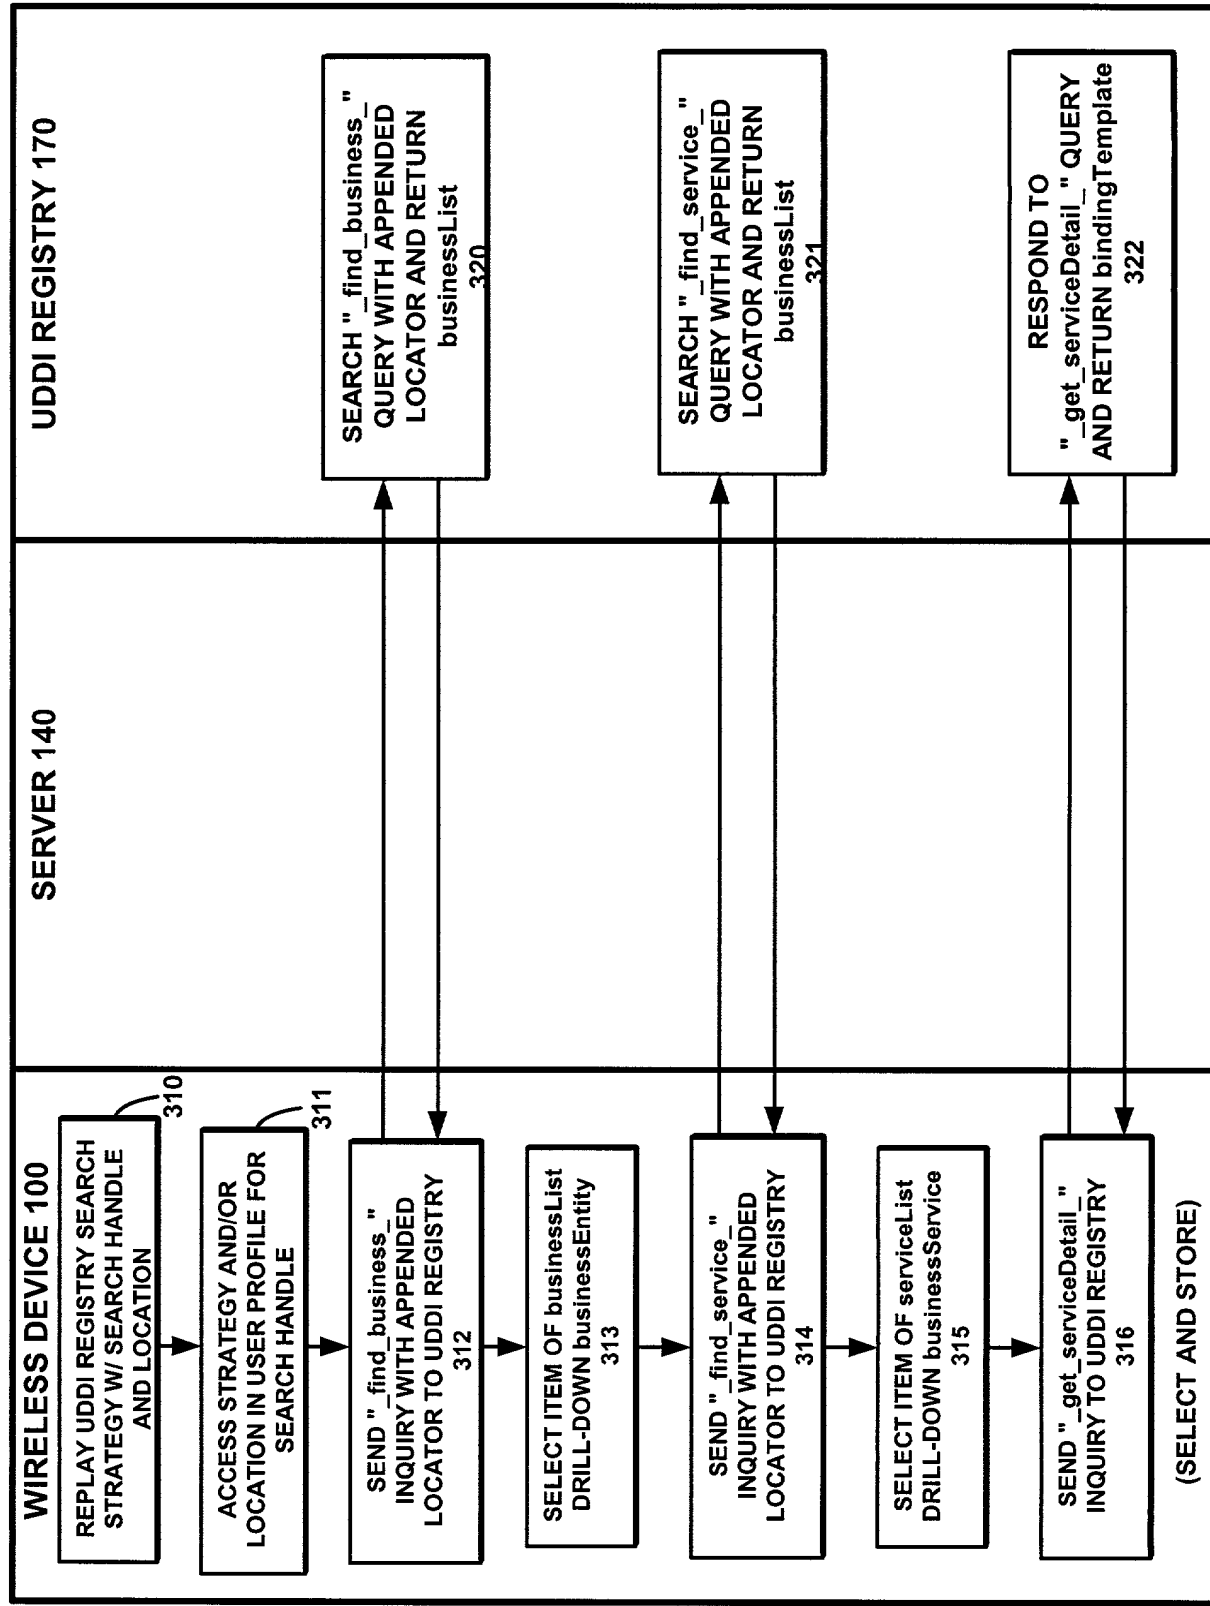 WIRELESS DEVICE 100
REPLAY UDDI REGISTRY SEARCH
STRATEGY W/ SEARCH HANDLE
AND LOCATION
310
ACCESS STRATEGY AND/OR
LOCATION IN USER PROFILE FOR
SEARCH HANDLE
311
SEND "_find_business_"
INQUIRY WITH APPENDED
LOCATOR TO UDDI REGISTRY
312
SELECT ITEM OF businessList
DRILL-DOWN businessEntity
313
SEND "_find_service_"
INQUIRY WITH APPENDED
LOCATOR TO UDDI REGISTRY
314
SELECT ITEM OF serviceList
DRILL-DOWN businessService
315
SEND "_get_serviceDetail_"
INQUIRY TO UDDI REGISTRY
316
(SELECT AND STORE)
SERVER 140
UDDI REGISTRY 170
SEARCH "_find_business_"
QUERY WITH APPENDED
LOCATOR AND RETURN
businessList
320
SEARCH "_find_service_"
QUERY WITH APPENDED
LOCATOR AND RETURN
businessList
321
RESPOND TO
"_get_serviceDetail_" QUERY
AND RETURN bindingTemplate
322